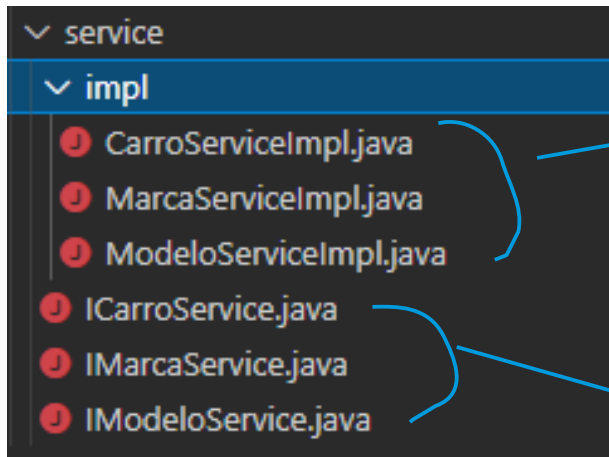 service
impl
J CarroServiceImpl.java
J MarcaServiceImpl.java
J ModeloServiceImpl.java
J ICarroService.java
J IMarcaService.java
J IModeloService.java